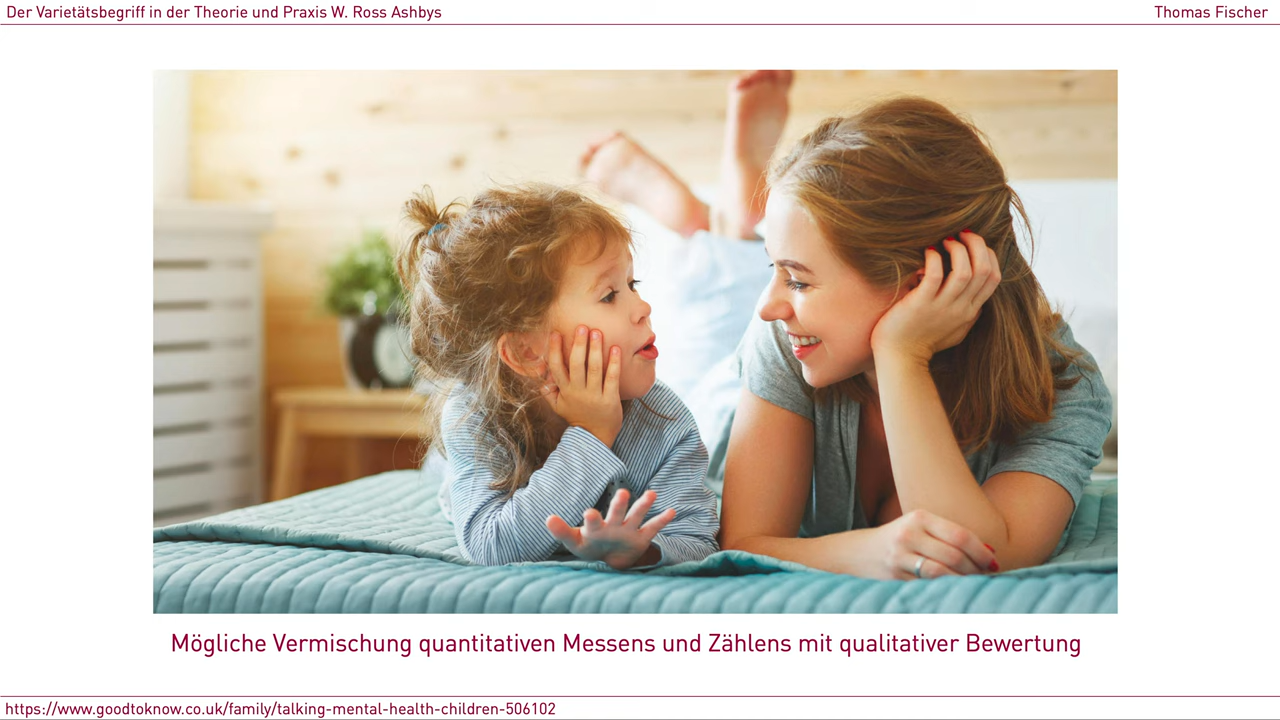 Der Varietätsbegriff in der Theorie und Praxis W. Ross Ashbys
Thomas Fischer
Mögliche Vermischung quantitativen Messens und Zählens mit qualitativer Bewertung
https://www.goodtoknow.co.uk/family/talking-mental-health-children-506102